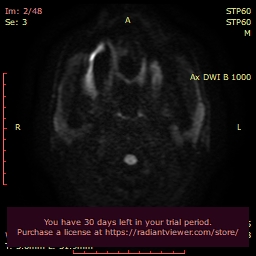 Im: 2/48
Se: 3
A
STP60
STP60
M
Ax DWI B 1000
R
L
You have 30 days left in your trial period.
Purchase a license at https://radiantviewer.com/store/